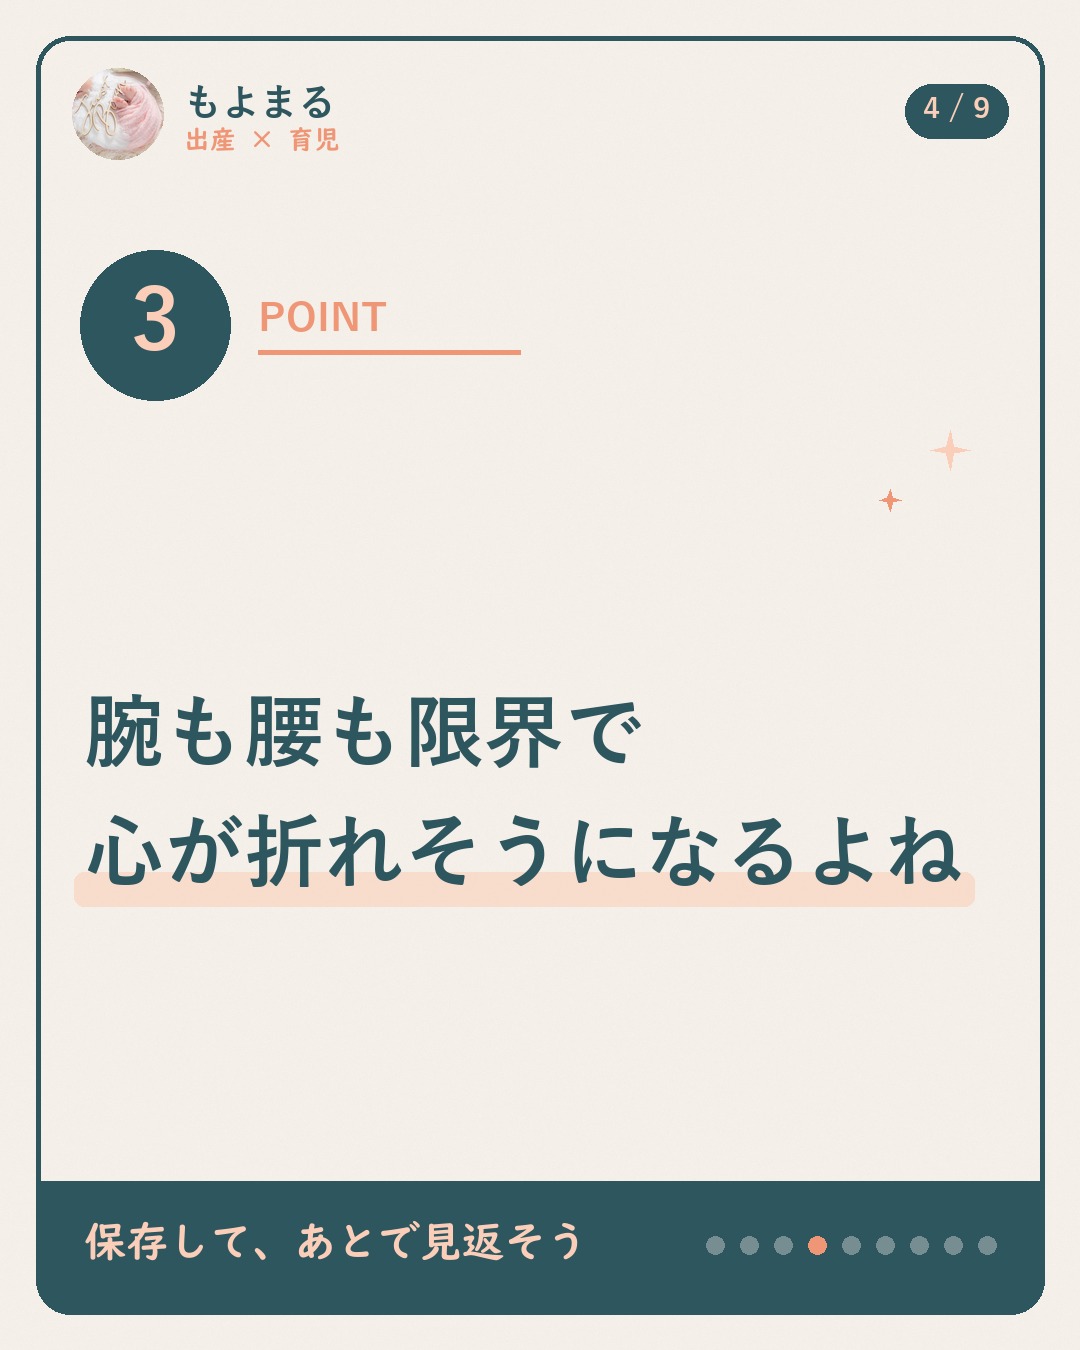 もよまる
出産 × 育児
4 / 9
3
POINT
腕も腰も限界で
心が折れそうになるよね
保存して、あとで見返そう